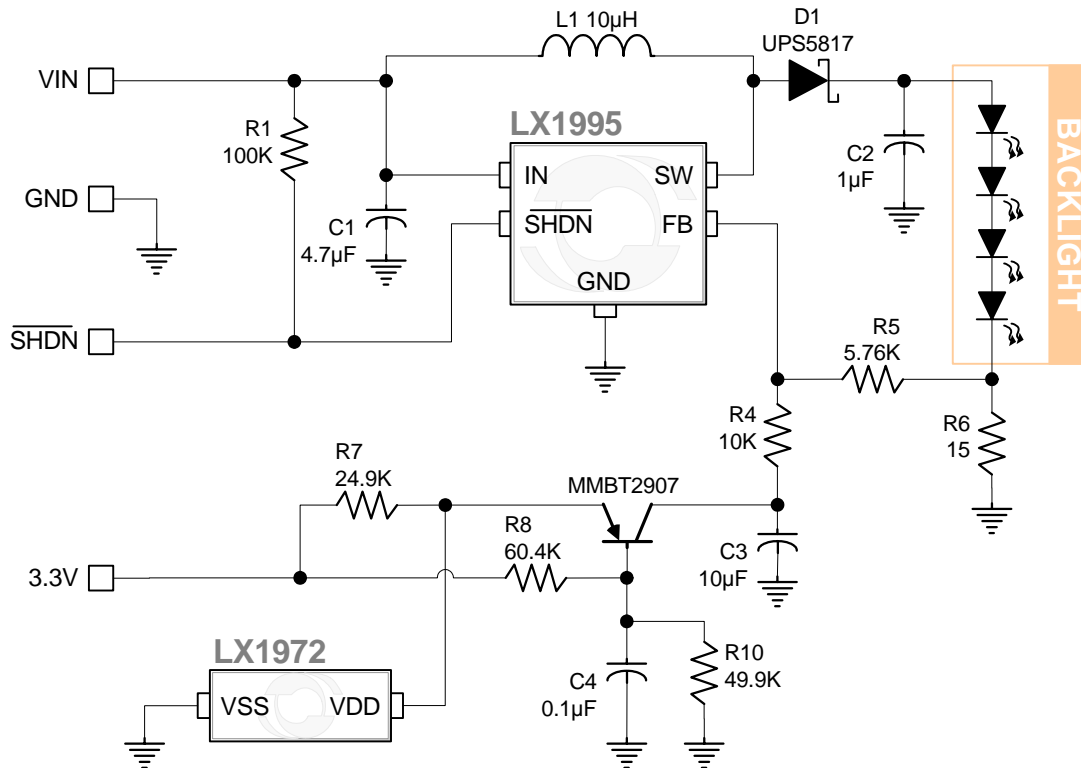 L1 10µH
D1
UPS5817
VIN
R1
100K
LX1995
IN
SW
C2
1µF
BACKLIGHT
GND
C1
4.7µF
SHDN
FB
GND
SHDN
R5
5.76K
R4
10K
R6
15
R7
24.9K
MMBT2907
R8
60.4K
C3
10µF
3.3V
LX1972
VSS
VDD
C4
0.1µF
R10
49.9K